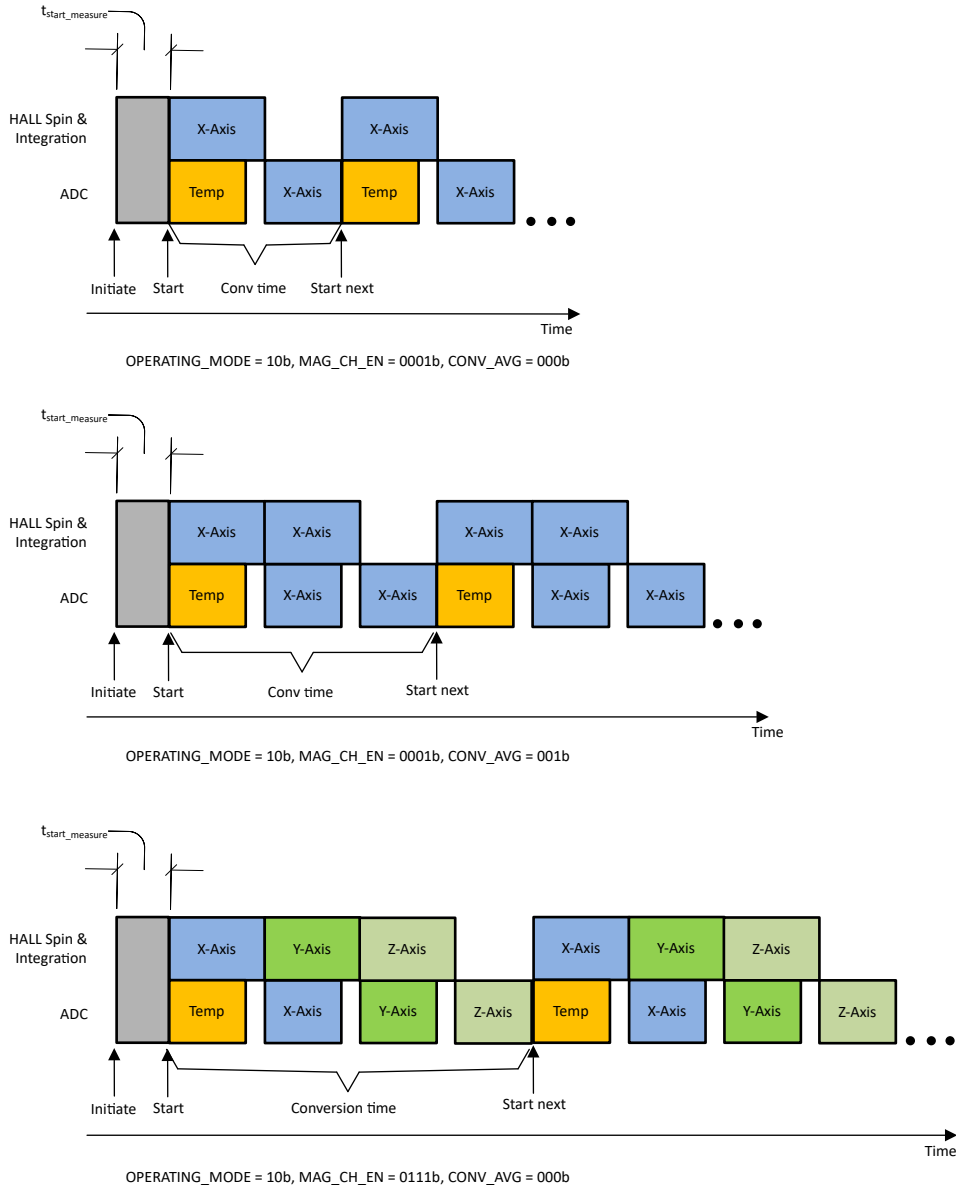 tstart_measure
HALL Spin &
Integration
X-Axis X-Axis
ADC
Temp X-Axis Temp X-Axis
Initiate Start Conv time Start next
Time
OPERATING_MODE = 10b, MAG_CH_EN = 0001b, CONV_AVG = 000b
tstart_measure
HALL Spin &
Integration
X-Axis X-Axis X-Axis X-Axis
ADC
Temp X-Axis X-Axis Temp X-Axis X-Axis
Initiate Start Conv time Start next
Time
OPERATING_MODE = 10b, MAG_CH_EN = 0001b, CONV_AVG = 001b
tstart_measure
HALL Spin &
Integration
X-Axis Y-Axis Z-Axis X-Axis Y-Axis Z-Axis
ADC
Temp X-Axis Y-Axis Z-Axis Temp X-Axis Y-Axis Z-Axis
Initiate Start Conversion time Start next
Time
OPERATING_MODE = 10b, MAG_CH_EN = 0111b, CONV_AVG = 000b